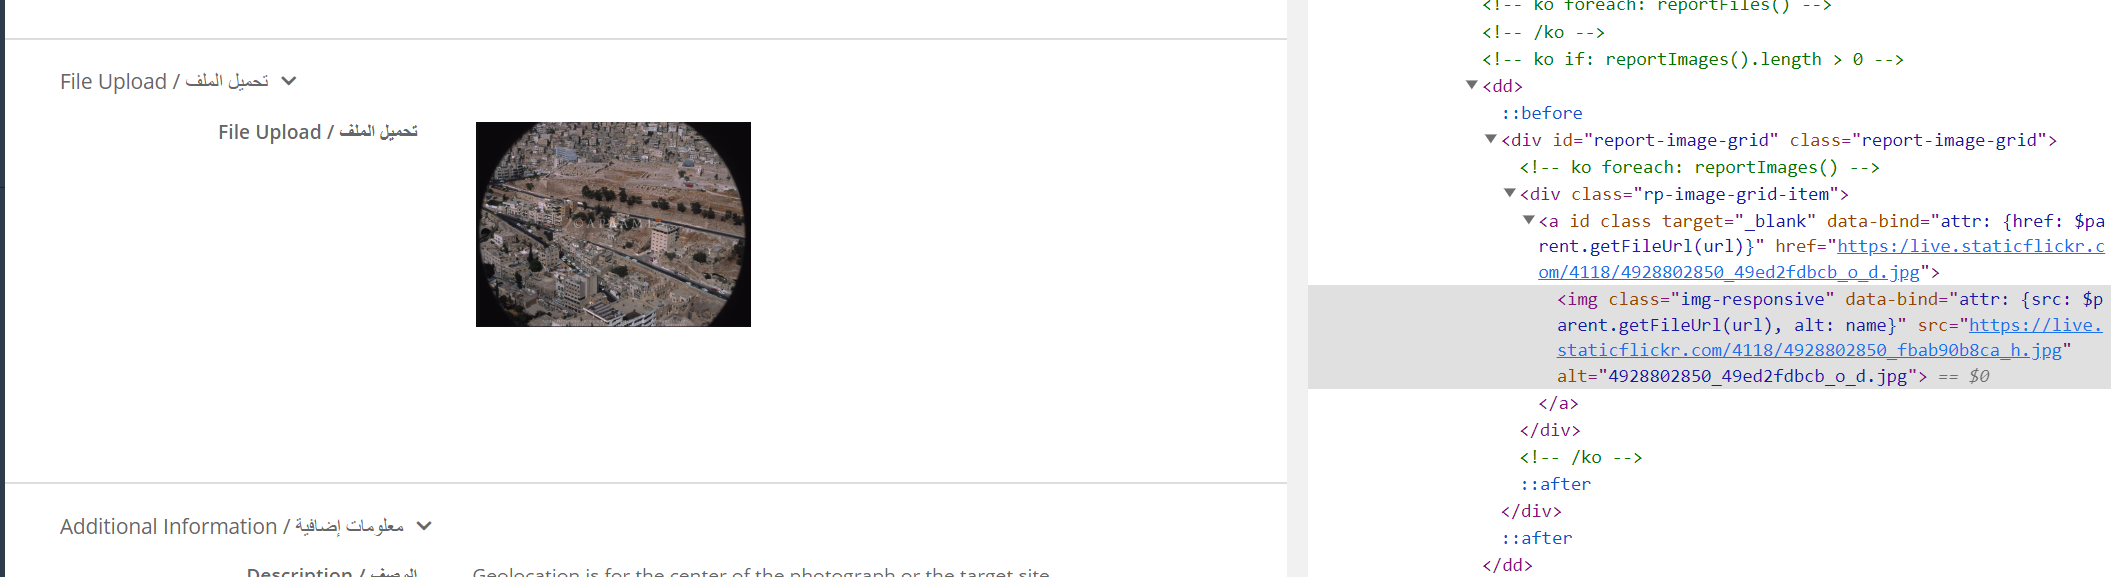 File Upload / تحميل الملف
File Upload / تحميل الملف
Additional Information / معلومات إضافية
Description / الوصف
Geolocation is for the center of the photograph or the target site
<!-- ko foreach: reportFiles() -->
<!-- /ko -->
<!-- ko if: reportImages().length > 0 -->
<dd>
::before
<div id="report-image-grid" class="report-image-grid">
<!-- ko foreach: reportImages() -->
<div class="rp-image-grid-item">
<a id class target="_blank" data-bind="attr: {href: $pa
rent.getFileUrl(url)}" href="https:/live.staticflickr.c
om/4118/4928802850_49ed2fdbcb_o_d.jpg">
<img class="img-responsive" data-bind="attr: {src: $p
arent.getFileUrl(url), alt: name}" src="https://live.
staticflickr.com/4118/4928802850_fbab90b8ca_h.jpg"
alt="4928802850_49ed2fdbcb_o_d.jpg"> == $0
</a>
</div>
<!-- /ko -->
::after
</div>
::after
</dd>